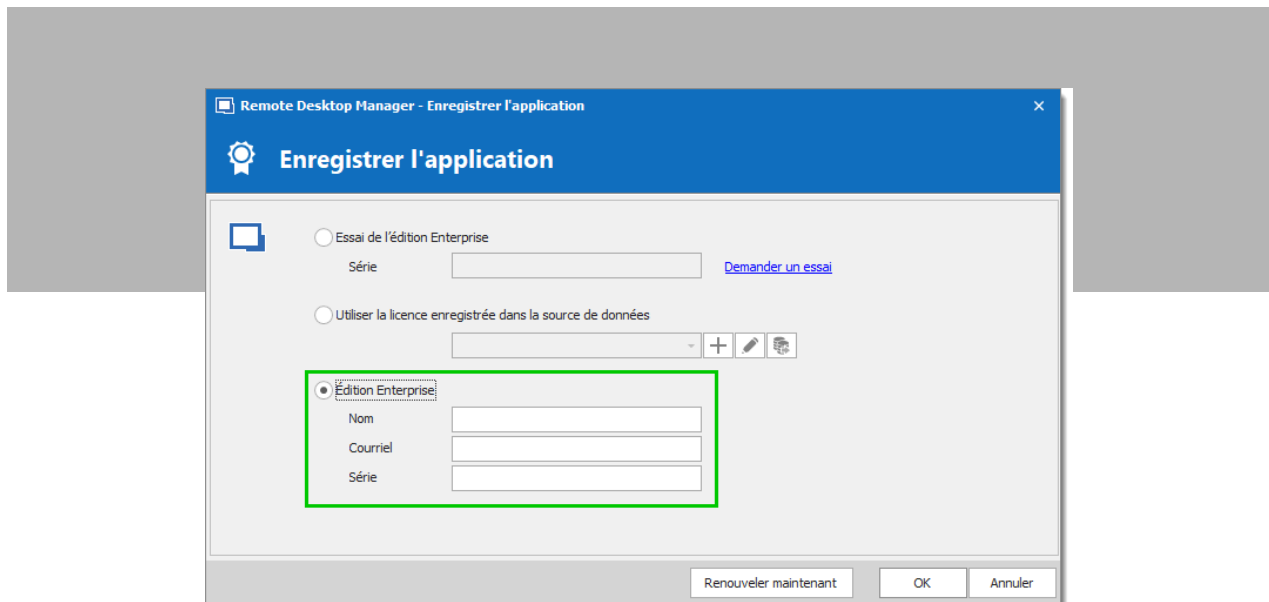 Remote Desktop Manager - Enregistrer l'application
Enregistrer l'application
Essai de l'édition Enterprise
Série
Demander un essai
Utiliser la licence enregistrée dans la source de données
Édition Enterprise
Nom
Courriel
Série
Renouveler maintenant
OK
Annuler